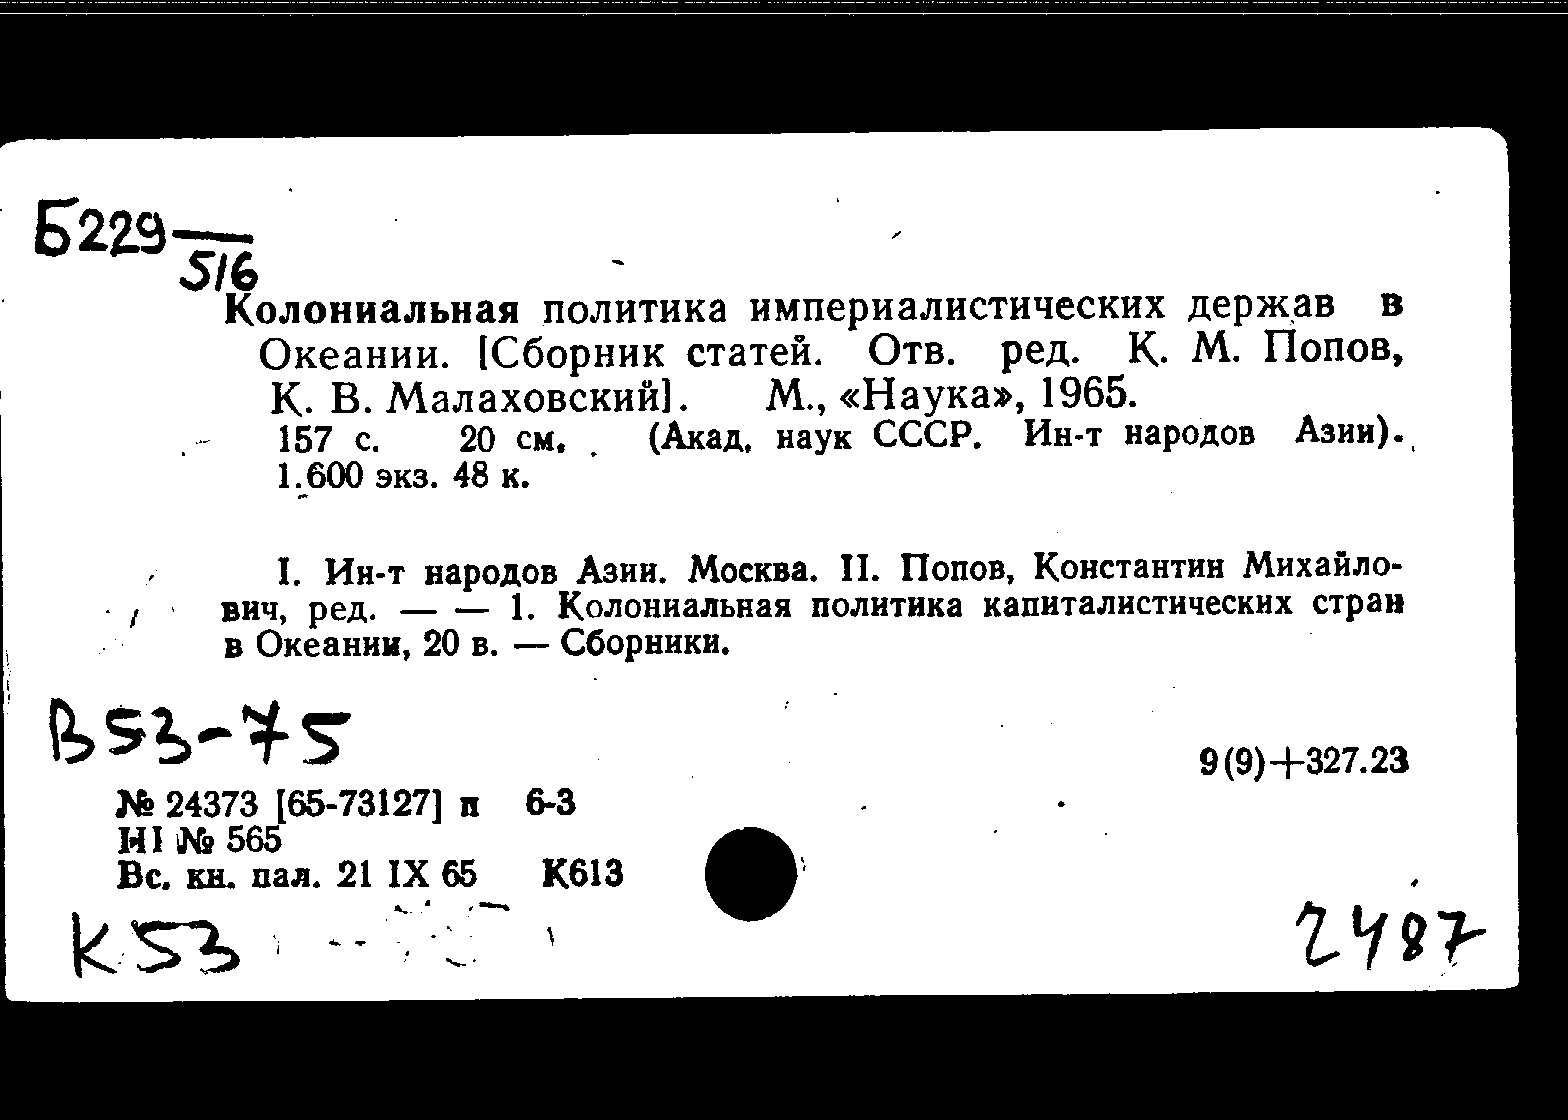 Б229—
516
Колониальная политика империалистических держав в
Океании. [Сборник статей. Отв. ред. К. М. Попов,
К. В. Малаховский]. М., «Наука», 1965.
157 с. 20 см. (Акад. наук СССР. Ин-т народов Азии).
1.600 экз. 48 к.
I. Ин-т народов Азии. Москва. II. Попов, Константин Михайло-
вич, ред. — — 1. Колониальная политика капиталистических стран
в Океании, 20 в. — Сборники.
В53-75
9(9)+327.23
№ 24373 [65-73127] п 6-3
НI № 565
Вс. кн. пал. 21 IX 65 К613
К53
2487